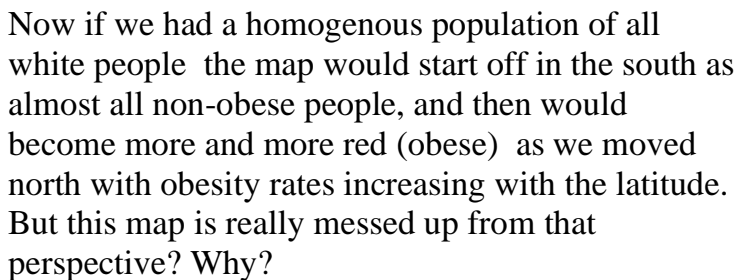 Now if we had a homogenous population of all
white people  the map would start off in the south as
almost all non-obese people, and then would
become more and more red (obese)  as we moved
north with obesity rates increasing with the latitude.
But this map is really messed up from that
perspective? Why?